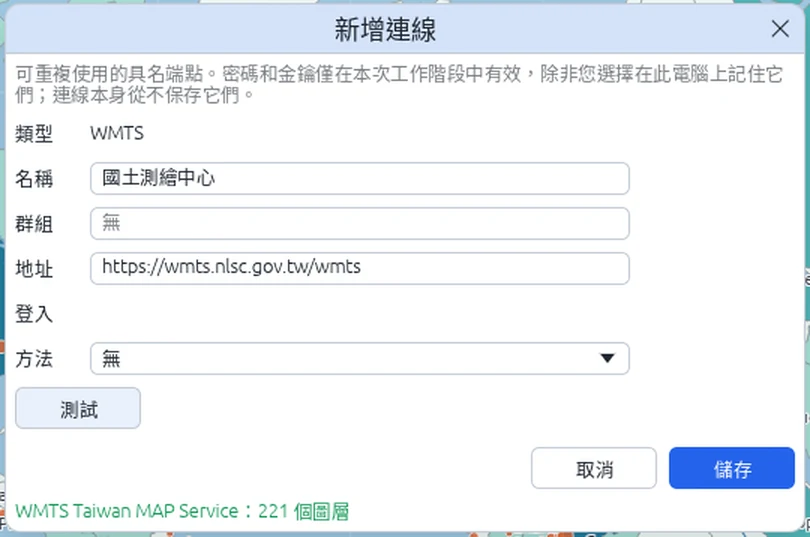 新增連線
可重複使用的具名端點。密碼和金鑰僅在本次工作階段中有效，除非您選擇在此電腦上記住它
們；連線本身從不保存它們。
類型 WMTS
名稱 國土測繪中心
群組 無
地址 https://wmts.nlsc.gov.tw/wmts
登入
方法 無
測試
取消 儲存
WMTS Taiwan MAP Service：221 個圖層